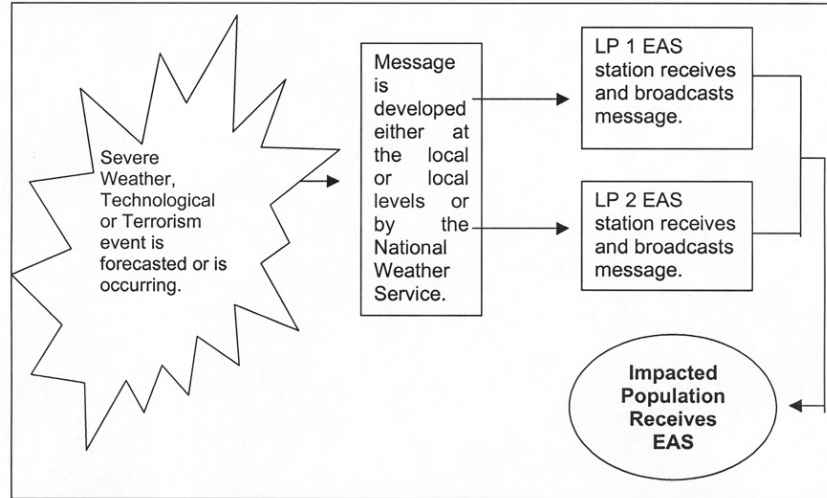 Severe
Weather,
Technological
or Terrorism
event is
forecasted or is
occurring.
Message
is
developed
either at
the local
or local
levels or
by the
National
Weather
Service.
LP 1 EAS
station receives
and broadcasts
message.
LP 2 EAS
station receives
and broadcasts
message.
Impacted
Population
Receives
EAS